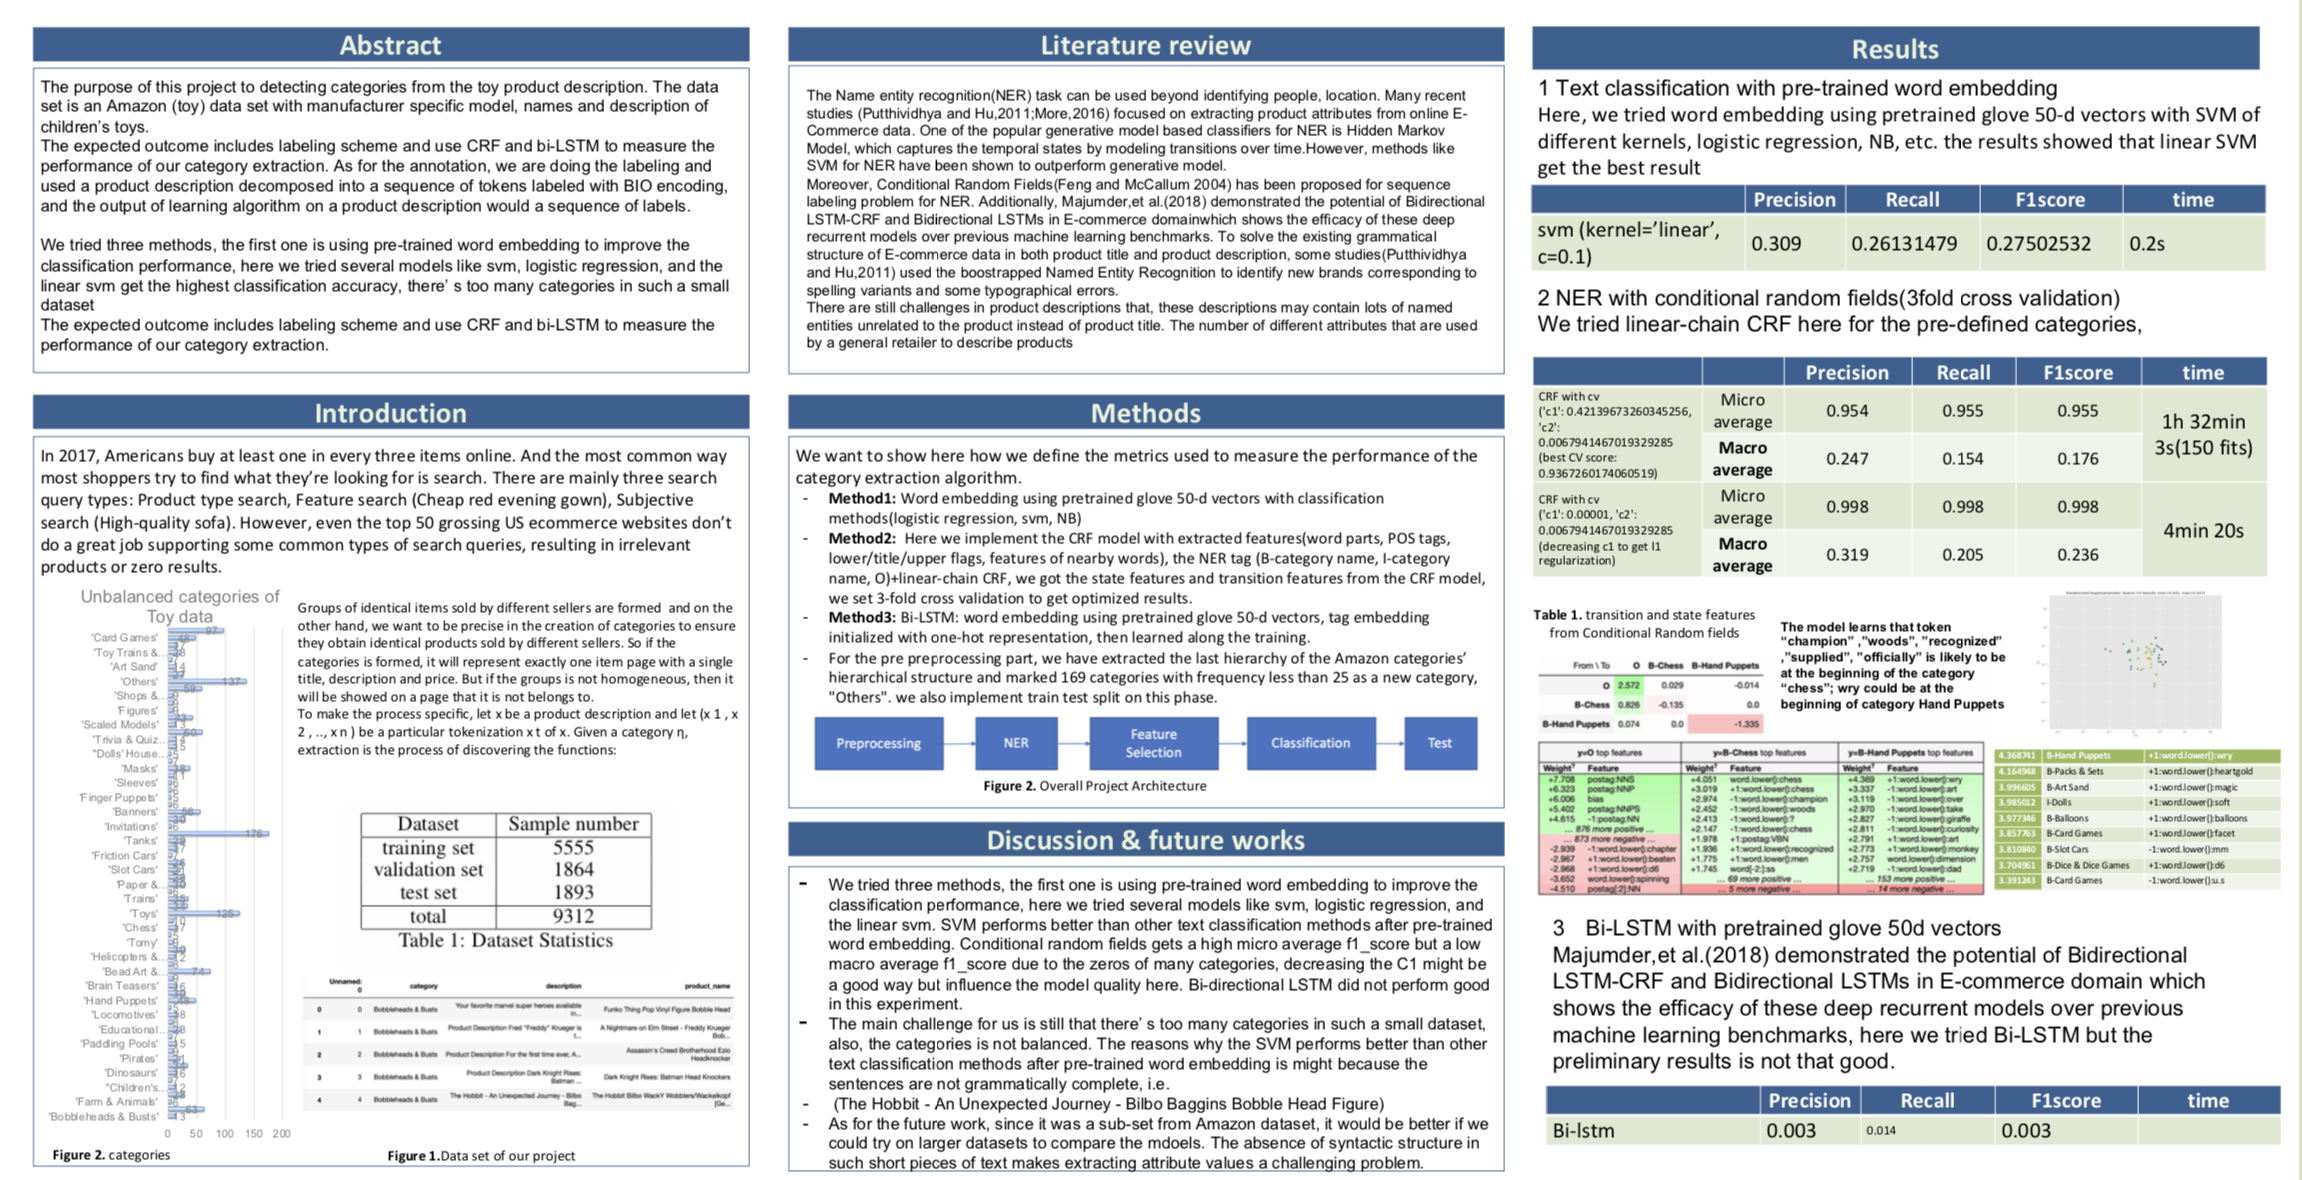 Abstract
The purpose of this project to detecting categories from the toy product description. The data
set is an Amazon (toy) data set with manufacturer specific model, names and description of
children's toys.
The expected outcome includes labeling scheme and use CRF and bi-LSTM to measure the
performance of our category extraction. As for the annotation, we are doing the labeling and
used a product description decomposed into a sequence of tokens labeled with BIO encoding,
and the output of learning algorithm on a product description would a sequence of labels.
We tried three methods, the first one is using pre-trained word embedding to improve the
classification performance, here we tried several models like svm, logistic regression, and the
linear svm get the highest classification accuracy, there' s too many categories in such a small
dataset
The expected outcome includes labeling scheme and use CRF and bi-LSTM to measure the
performance of our category extraction.
Introduction
In 2017, Americans buy at least one in every three items online. And the most common way
most shoppers try to find what they're looking for is search. There are mainly three search
query types: Product type search, Feature search (Cheap red evening gown), Subjective
search (High-quality sofa). However, even the top 50 grossing US ecommerce websites don't
do a great job supporting some common types of search queries, resulting in irrelevant
products or zero results.
Unbalanced categories of
Toy data
'Card Games'
'Toy Trains &...
'Art Sand'
'Others'
'Shops &...
'Figures'
'Scaled Models'
'Trivia & Quiz...
"Dolls' House...
'Masks'
'Sleeves'
'Finger Puppets'
'Banners'
'Invitations'
'Tanks'
'Friction Cars'
'Slot Cars'
'Paper &...
'Trains'
'Toys'
'Chess'
'Tomy'
'Helicopters &...
'Bead Art &...
'Brain Teasers'
'Hand Puppets'
'Locomotives'
'Educational...
'Paddling Pools'
'Pirates'
'Dinosaurs'
"Children's...
'Farm & Animals'
'Bobbleheads & Busts'
0 50 100 150 200
Figure 2. categories
Groups of identical items sold by different sellers are formed and on the
other hand, we want to be precise in the creation of categories to ensure
they obtain identical products sold by different sellers. So if the
categories is formed, it will represent exactly one item page with a single
title, description and price. But if the groups is not homogeneous, then it
will be showed on a page that it is not belongs to.
To make the process specific, let x be a product description and let (x 1 , x
2 , .., x n ) be a particular tokenization x t of x. Given a category η,
extraction is the process of discovering the functions:
Dataset Sample number
training set 5555
validation set 1864
test set 1893
total 9312
Table 1: Dataset Statistics
Unnamed: 0 category description product_name
0 0 Bobbleheads & Busts Your favorite marvel super heroes available in... Funko Thing Pop Vinyl Figure Bobble Head
1 1 Bobbleheads & Busts Product Description Fred "Freddy" Krueger is t... A Nightmare on Elm Street - Freddy Krueger Bob...
2 2 Bobbleheads & Busts Product Description For the first time ever, A... Assassin's Creed Brotherhood Ezio Headknocker
3 3 Bobbleheads & Busts Product Description Dark Knight Rises: Batman ... Dark Knight Rises: Batman Head Knockers
4 4 Bobbleheads & Busts The Hobbit - An Unexpected Journey - Bilbo Bag... The Hobbit Bilbo WackY Wobblers/Wackelkopf [Ge...
Figure 1.Data set of our project
Literature review
The Name entity recognition(NER) task can be used beyond identifying people, location. Many recent
studies (Putthividhya and Hu,2011;More,2016) focused on extracting product attributes from online E-
Commerce data. One of the popular generative model based classifiers for NER is Hidden Markov
Model, which captures the temporal states by modeling transitions over time.However, methods like
SVM for NER have been shown to outperform generative model.
Moreover, Conditional Random Fields(Feng and McCallum 2004) has been proposed for sequence
labeling problem for NER. Additionally, Majumder,et al.(2018) demonstrated the potential of Bidirectional
LSTM-CRF and Bidirectional LSTMs in E-commerce domainwhich shows the efficacy of these deep
recurrent models over previous machine learning benchmarks. To solve the existing grammatical
structure of E-commerce data in both product title and product description, some studies(Putthividhya
and Hu,2011) used the boostrapped Named Entity Recognition to identify new brands corresponding to
spelling variants and some typographical errors.
There are still challenges in product descriptions that, these descriptions may contain lots of named
entities unrelated to the product instead of product title. The number of different attributes that are used
by a general retailer to describe products
Methods
We want to show here how we define the metrics used to measure the performance of the
category extraction algorithm.
- Method1: Word embedding using pretrained glove 50-d vectors with classification
methods(logistic regression, svm, NB)
- Method2: Here we implement the CRF model with extracted features(word parts, POS tags,
lower/title/upper flags, features of nearby words), the NER tag (B-category name, I-category
name, O)+linear-chain CRF, we got the state features and transition features from the CRF model,
we set 3-fold cross validation to get optimized results.
- Method3: Bi-LSTM: word embedding using pretrained glove 50-d vectors, tag embedding
initialized with one-hot representation, then learned along the training.
- For the pre preprocessing part, we have extracted the last hierarchy of the Amazon categories'
hierarchical structure and marked 169 categories with frequency less than 25 as a new category,
"Others". we also implement train test split on this phase.
Preprocessing
NER
Feature
Selection
Classification
Test
Figure 2. Overall Project Architecture
Discussion & future works
- We tried three methods, the first one is using pre-trained word embedding to improve the
classification performance, here we tried several models like svm, logistic regression, and
the linear svm. SVM performs better than other text classification methods after pre-trained
word embedding. Conditional random fields gets a high micro average f1_score but a low
macro average f1_score due to the zeros of many categories, decreasing the C1 might be
a good way but influence the model quality here. Bi-directional LSTM did not perform good
in this experiment.
- The main challenge for us is still that there' s too many categories in such a small dataset,
also, the categories is not balanced. The reasons why the SVM performs better than other
text classification methods after pre-trained word embedding is might because the
sentences are not grammatically complete, i.e.
- (The Hobbit - An Unexpected Journey - Bilbo Baggins Bobble Head Figure)
- As for the future work, since it was a sub-set from Amazon dataset, it would be better if we
could try on larger datasets to compare the mdoels. The absence of syntactic structure in
such short pieces of text makes extracting attribute values a challenging problem.
Results
1 Text classification with pre-trained word embedding
Here, we tried word embedding using pretrained glove 50-d vectors with SVM of
different kernels, logistic regression, NB, etc. the results showed that linear SVM
get the best result
Precision Recall F1score time
svm (kernel='linear', c=0.1) 0.309 0.26131479 0.27502532 0.2s
2 NER with conditional random fields(3fold cross validation)
We tried linear-chain CRF here for the pre-defined categories,
Precision Recall F1score time
CRF with cv
('c1': 0.42139673260345256,
'c2':
0.0067941467019329285
(best CV score:
0.9367260174060519)
Micro average 0.954 0.955 0.955
Macro average 0.247 0.154 0.176
1h 32min
3s(150 fits)
CRF with cv
('c1': 0.00001, 'c2':
0.0067941467019329285
(decreasing c1 to get l1
regularization)
Micro average 0.998 0.998 0.998
Macro average 0.319 0.205 0.236
4min 20s
Table 1. transition and state features
from Conditional Random fields
From \ To O B-Chess B-Hand Puppets
O 2.572 0.029 -0.014
B-Chess 0.826 -0.135 0.0
B-Hand Puppets 0.074 0.0 -1.335
The model learns that token
"champion" ,"woods", "recognized"
,"supplied", "officially" is likely to be
at the beginning of the category
"chess"; wry could be at the
beginning of category Hand Puppets
y=O top features
Weight? Feature
+7.708 postag:NNS
+6.323 postag:NNP
+6.006 bias
+5.402 postag:NNPS
+4.615 -1:postag:NN
... 876 more positive ...
... 873 more negative ...
-2.939 -1:word.lower():chapter
-2.967 +1:word.lower():beaten
-2.968 +1:word.lower():d6
-3.652 word.lower():spinning
-4.510 postag[:2]:NN
y=B-Chess top features
Weight? Feature
+4.051 word.lower():chess
+3.019 +1:word.lower():chess
+2.974 -1:word.lower():champion
+2.452 -1:word.lower():woods
+2.413 -1:word.lower():?
+2.147 -1:word.lower():chess
+1.978 +1:postag:VBN
+1.936 +1:word.lower():recognized
+1.775 +1:word.lower():men
+1.745 word[-2:]:ss
... 69 more positive ...
... 5 more negative ...
y=B-Hand Puppets top features
Weight? Feature
+4.369 +1:word.lower():wry
+3.337 -1:word.lower():art
+3.119 -1:word.lower():over
+2.970 -1:word.lower():take
+2.827 -1:word.lower():giraffe
+2.811 -1:word.lower():curiosity
+2.791 +1:word.lower():art
+2.773 -1:word.lower():monkey
+2.757 word.lower():dimension
+2.719 -1:word.lower():dad
... 153 more positive ...
... 14 more negative ...
4.368741 B-Hand Puppets +1:word.lower():wry
4.164948 B-Packs & Sets +1:word.lower():heartgold
3.996605 B-Art Sand +1:word.lower():magic
3.985012 I-Dolls +1:word.lower():soft
3.977346 B-Balloons +1:word.lower():balloons
3.857763 B-Card Games +1:word.lower():facet
3.810840 B-Slot Cars -1:word.lower():mm
3.704961 B-Dice & Dice Games +1:word.lower():d6
3.391243 B-Card Games -1:word.lower():u.s
3 Bi-LSTM with pretrained glove 50d vectors
Majumder,et al.(2018) demonstrated the potential of Bidirectional
LSTM-CRF and Bidirectional LSTMs in E-commerce domain which
shows the efficacy of these deep recurrent models over previous
machine learning benchmarks, here we tried Bi-LSTM but the
preliminary results is not that good.
Precision Recall F1score time
Bi-lstm 0.003 0.014 0.003